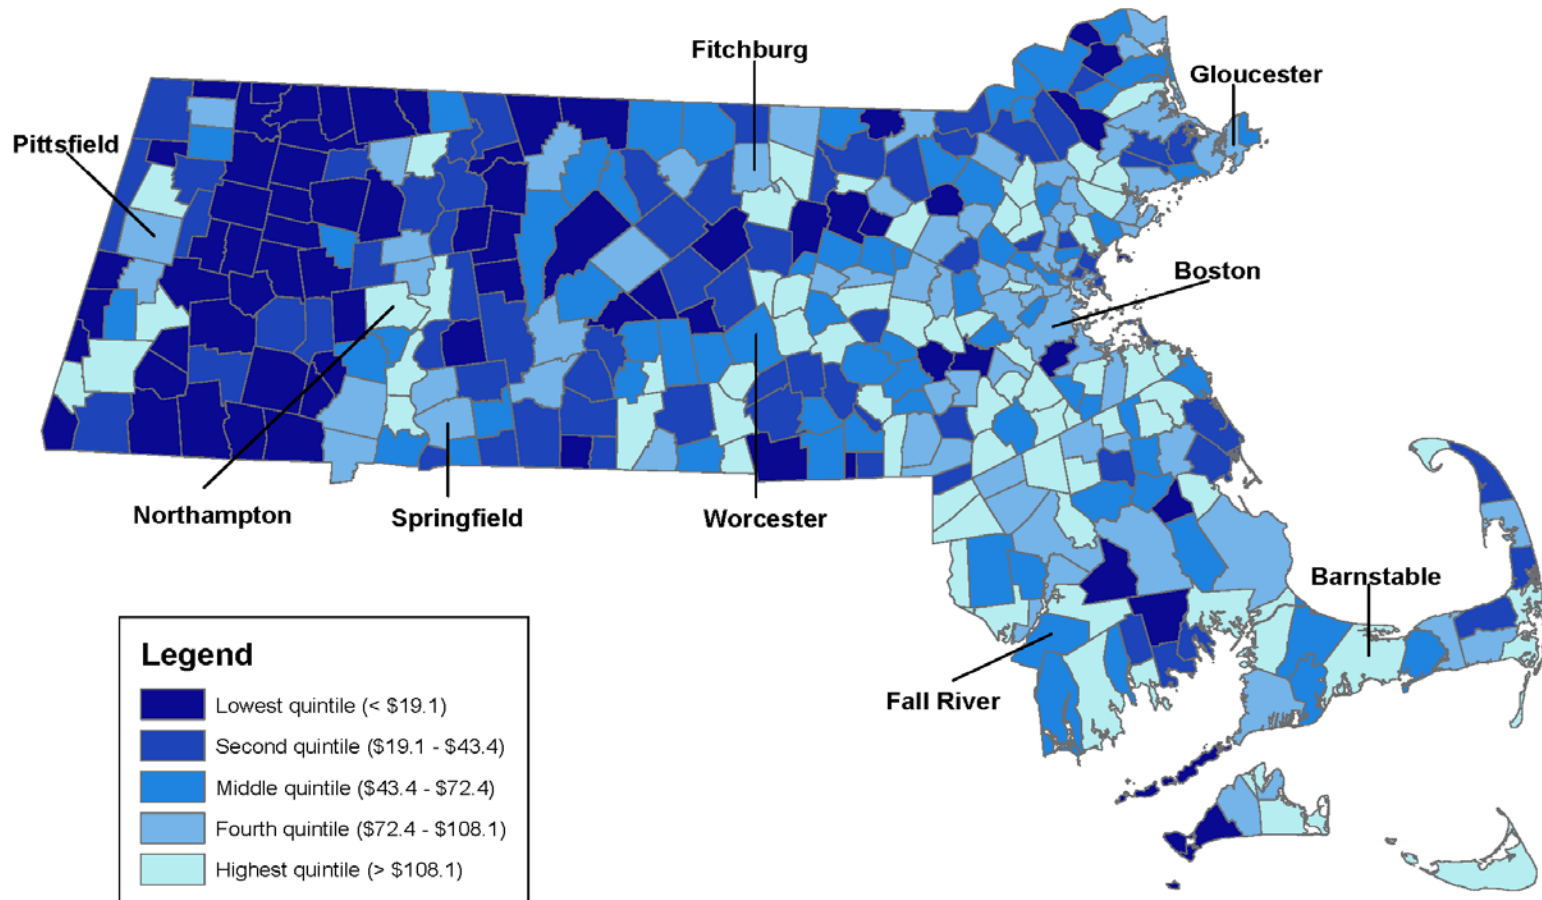 Fitchburg
Gloucester
Pittsfield
Boston
Northampton
Springfield
Worcester
Barnstable
Fall River
Legend
Lowest quintile (< $19.1)
Second quintile ($19.1 - $43.4)
Middle quintile ($43.4 - $72.4)
Fourth quintile ($72.4 - $108.1)
Highest quintile (> $108.1)